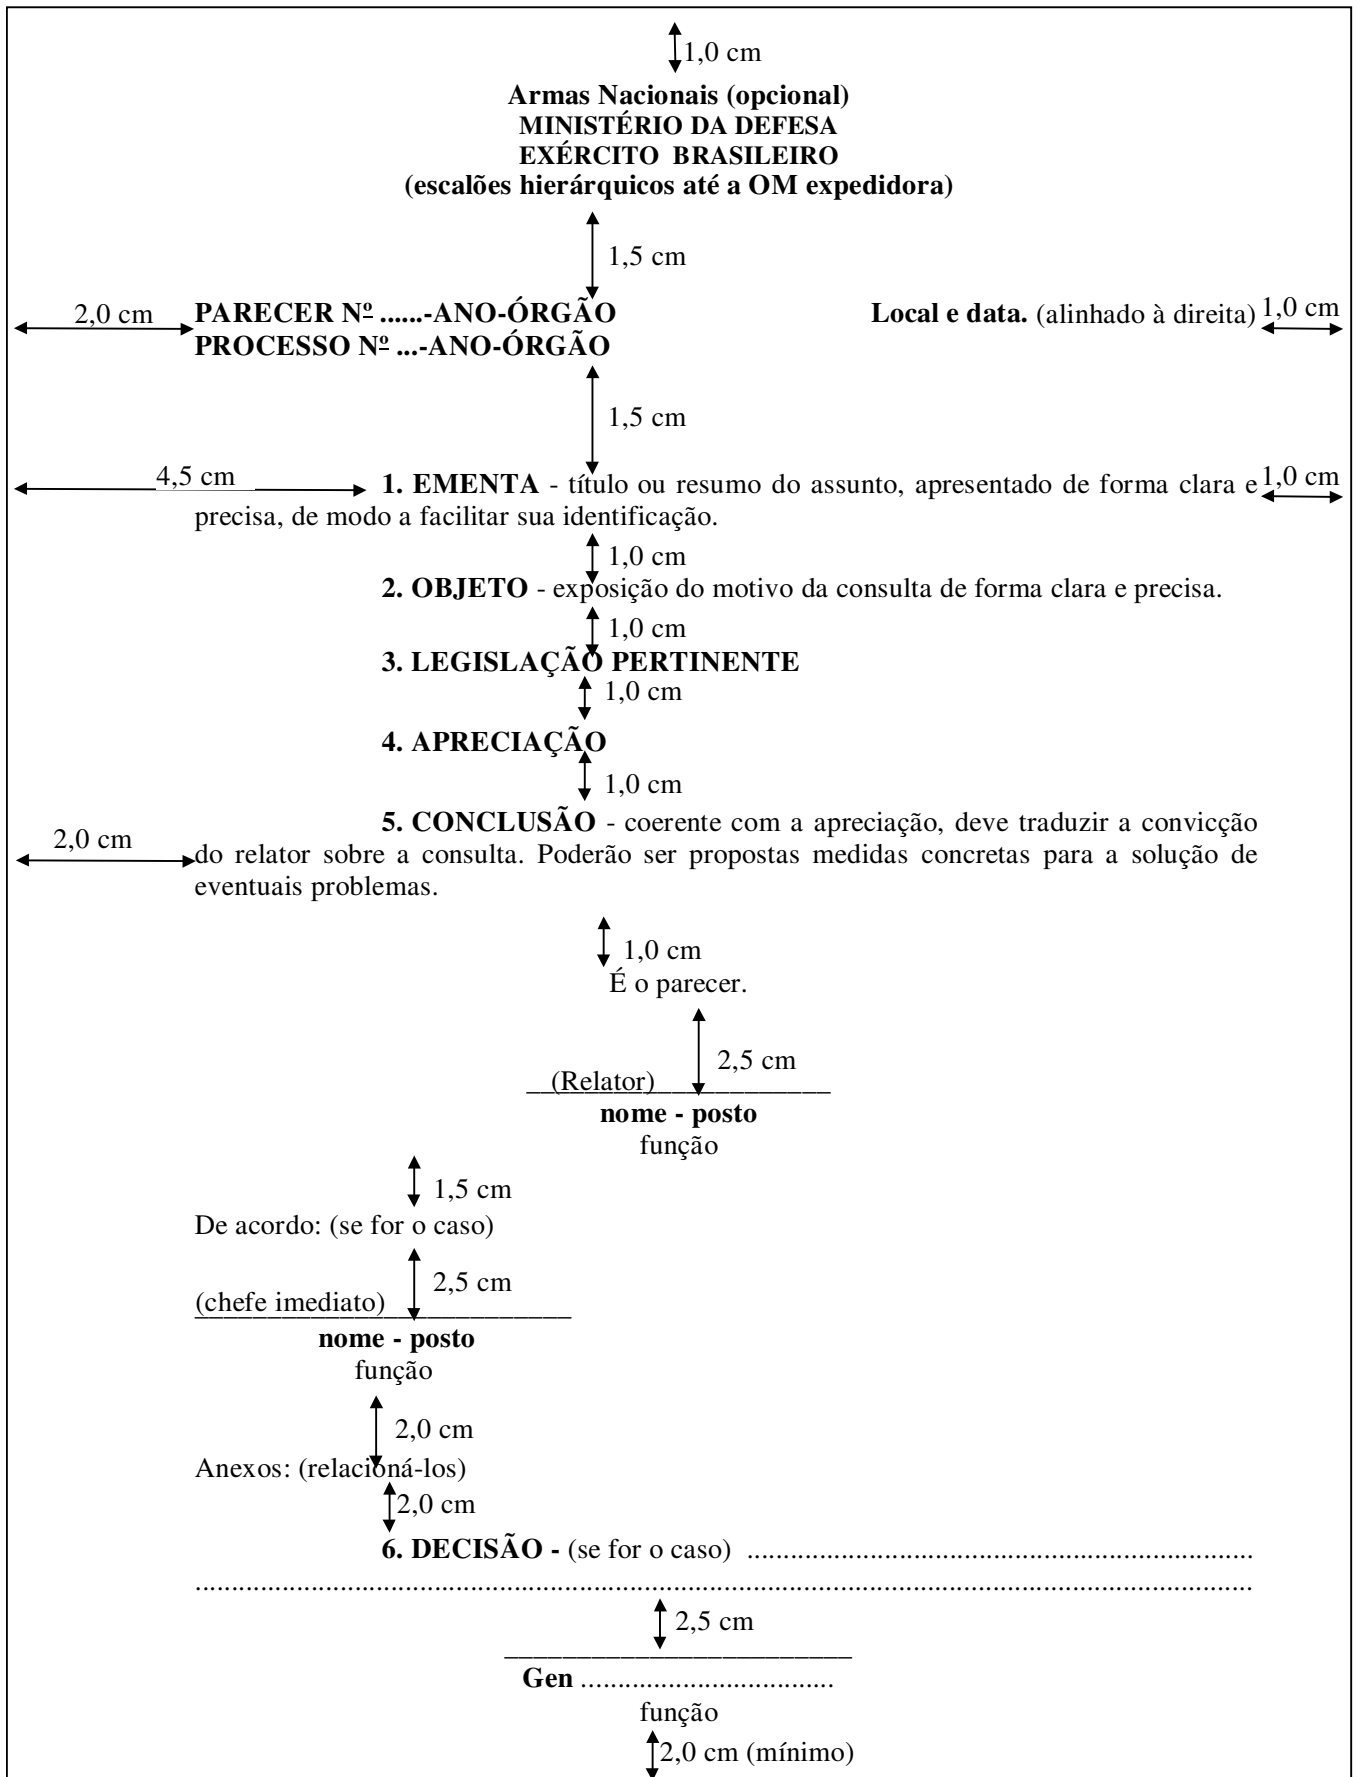 1,0 cm
Armas Nacionais (opcional)
MINISTÉRIO DA DEFESA
EXÉRCITO BRASILEIRO
(escalões hierárquicos até a OM expedidora)
1,5 cm
2,0 cm PARECER Nº ......-ANO-ÓRGÃO Local e data. (alinhado à direita) 1,0 cm
PROCESSO Nº ...-ANO-ÓRGÃO
1,5 cm
4,5 cm 1. EMENTA - título ou resumo do assunto, apresentado de forma clara e 1,0 cm
precisa, de modo a facilitar sua identificação.
1,0 cm
2. OBJETO - exposição do motivo da consulta de forma clara e precisa.
1,0 cm
3. LEGISLAÇÃO PERTINENTE
1,0 cm
4. APRECIAÇÃO
1,0 cm
5. CONCLUSÃO - coerente com a apreciação, deve traduzir a convicção
2,0 cm do relator sobre a consulta. Poderão ser propostas medidas concretas para a solução de
eventuais problemas.
1,0 cm
É o parecer.
2,5 cm
(Relator)
nome - posto
função
1,5 cm
De acordo: (se for o caso)
2,5 cm
(chefe imediato)
nome - posto
função
2,0 cm
Anexos: (relacioná-los)
2,0 cm
6. DECISÃO - (se for o caso) ......................................................................
..................................................................................................................................................
2,5 cm
Gen ..................................
função
2,0 cm (mínimo)